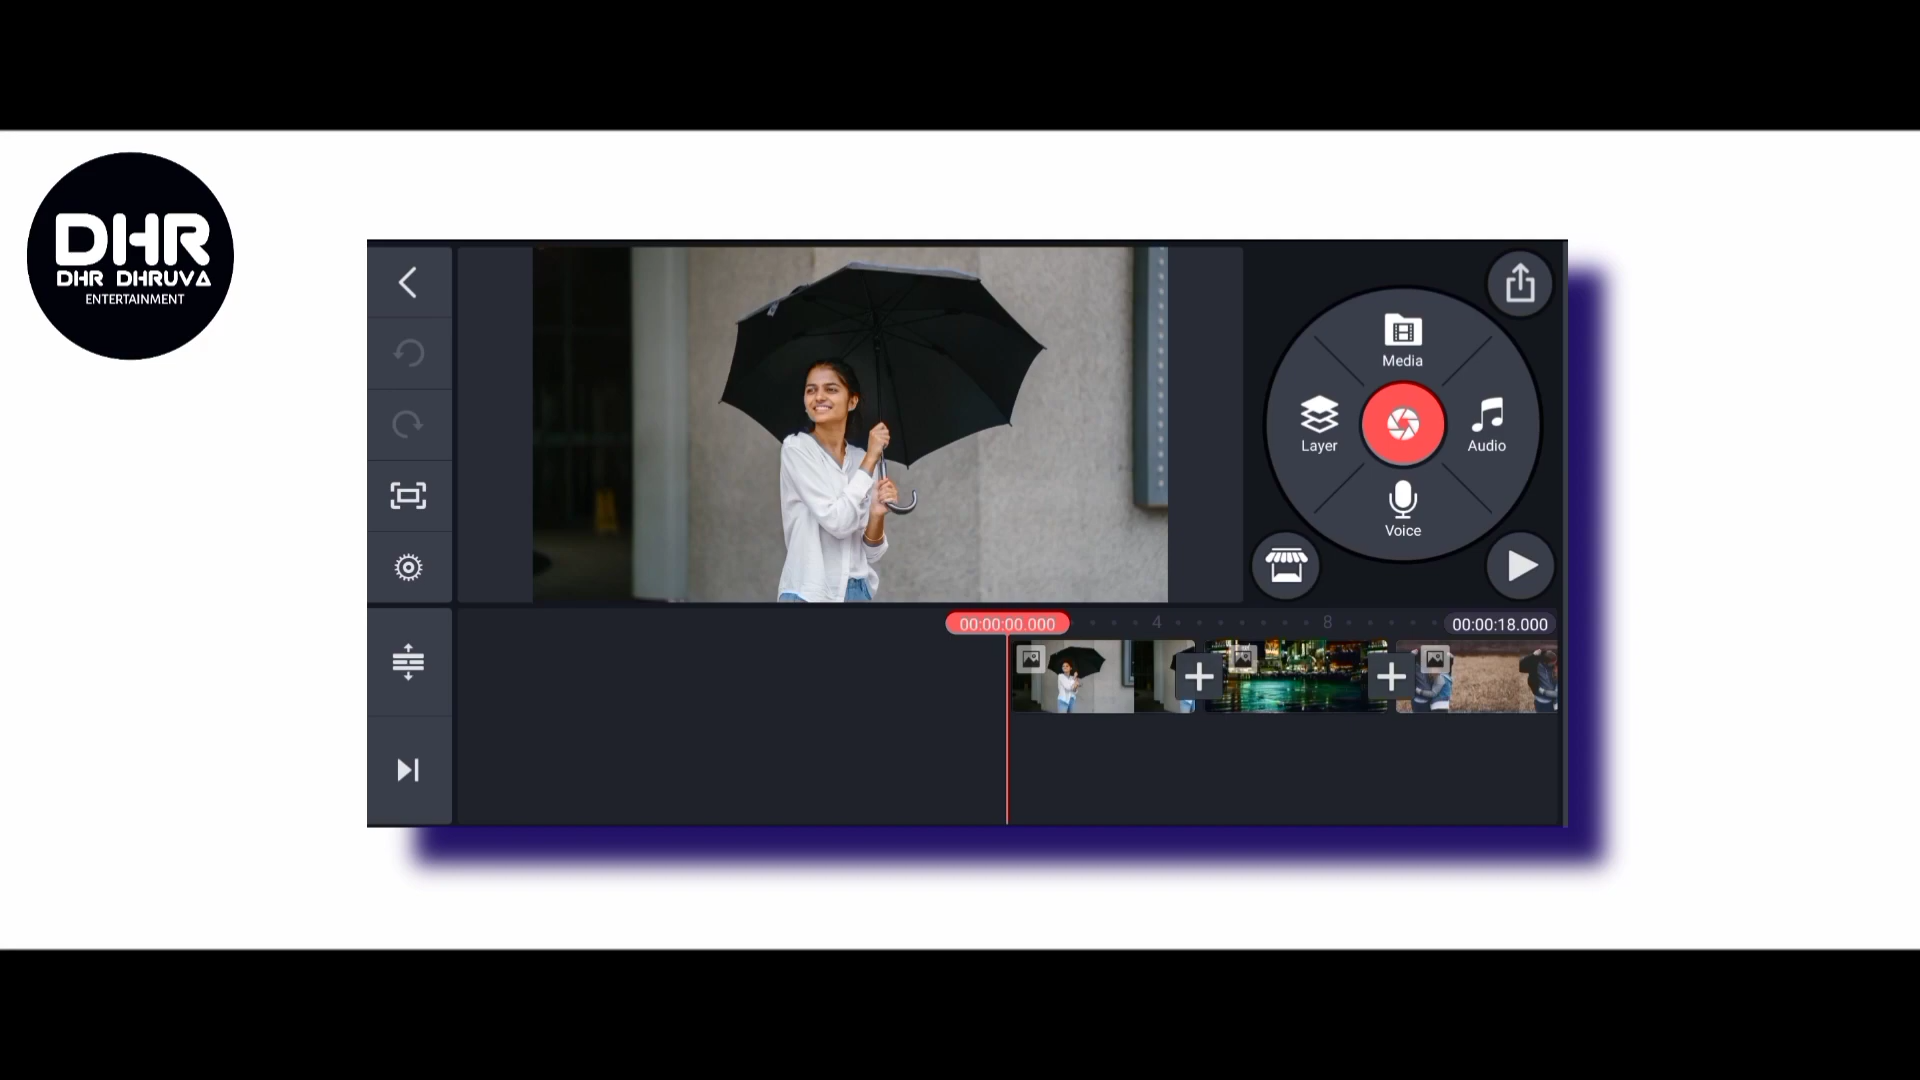 DHR
DHR DHRUVA
ENTERTAINMENT
Media
Layer
Audio
Voice
00:00:00.000
4
8
00:00:18.000